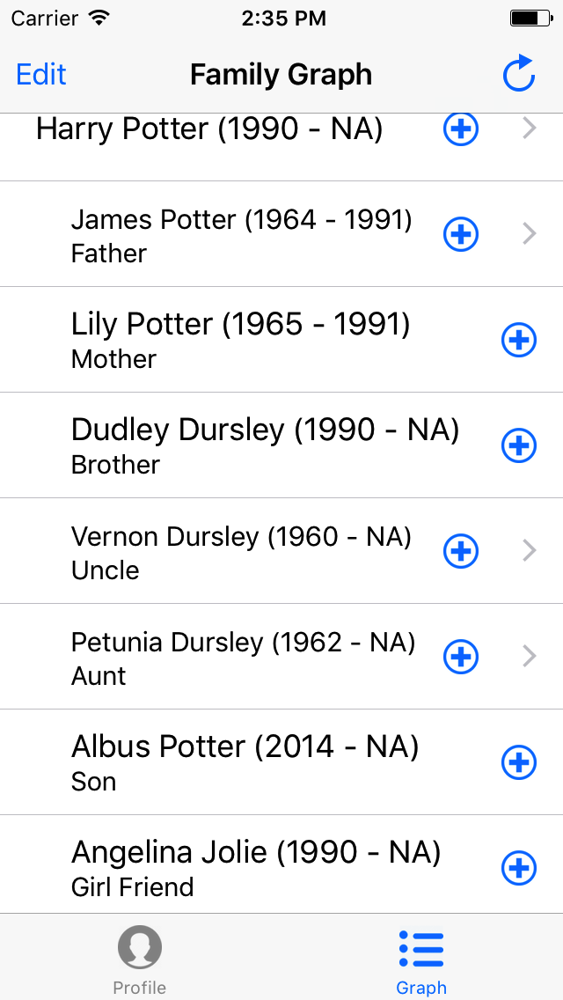 Carrier 2:35 PM
Edit Family Graph
Harry Potter (1990 - NA)
James Potter (1964 - 1991)
Father
Lily Potter (1965 - 1991)
Mother
Dudley Dursley (1990 - NA)
Brother
Vernon Dursley (1960 - NA)
Uncle
Petunia Dursley (1962 - NA)
Aunt
Albus Potter (2014 - NA)
Son
Angelina Jolie (1990 - NA)
Girl Friend
Profile Graph